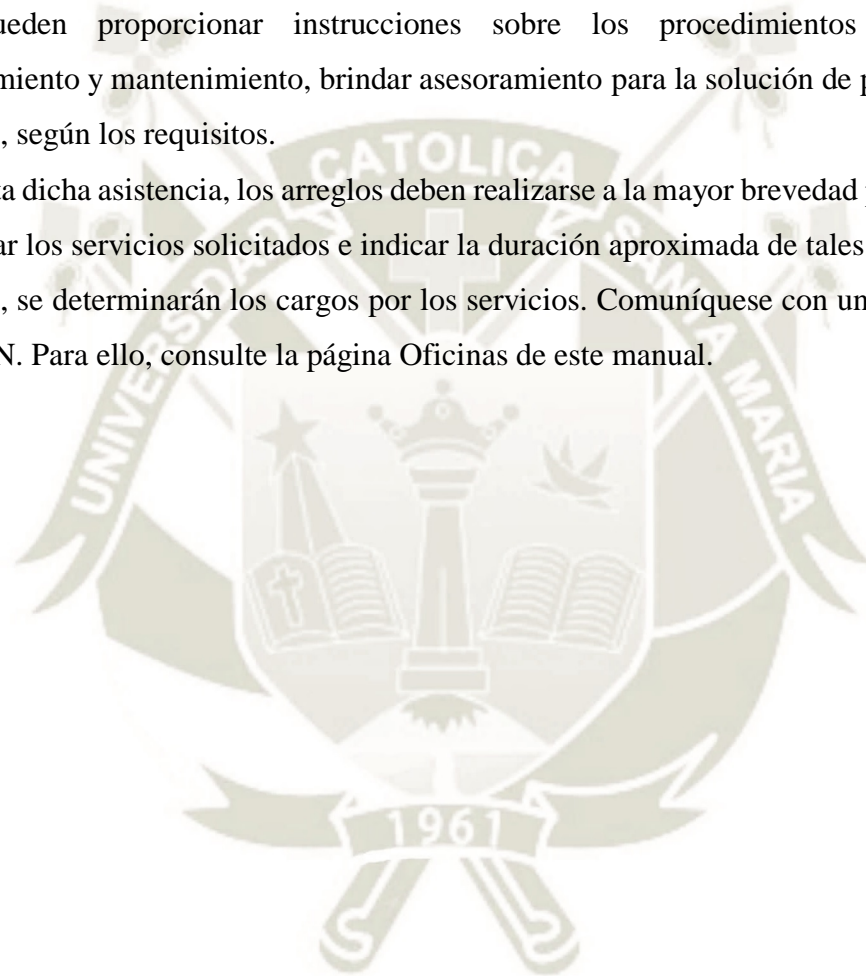 ueden proporcionar instrucciones sobre los procedimientos
miento y mantenimiento, brindar asesoramiento para la solución de p
, según los requisitos.
ta dicha asistencia, los arreglos deben realizarse a la mayor brevedad
ar los servicios solicitados e indicar la duración aproximada de tales
, se determinarán los cargos por los servicios. Comuníquese con un
N. Para ello, consulte la página Oficinas de este manual.
UNIVERSIDAD CATOLICA SANTA MARIA
1961